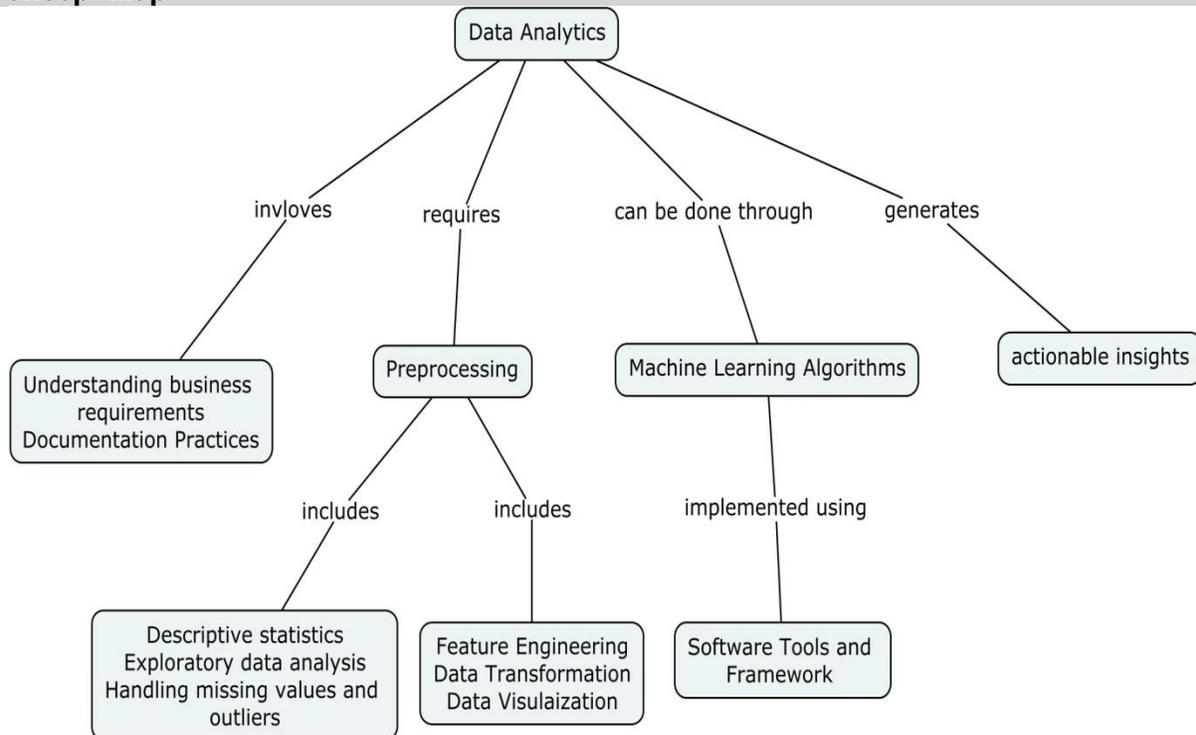 Data Analytics
invloves
requires
can be done through
generates
Understanding business
requirements
Documentation Practices
Preprocessing
Machine Learning Algorithms
actionable insights
includes
includes
implemented using
Descriptive statistics
Exploratory data analysis
Handling missing values and
outliers
Feature Engineering
Data Transformation
Data Visulaization
Software Tools and
Framework